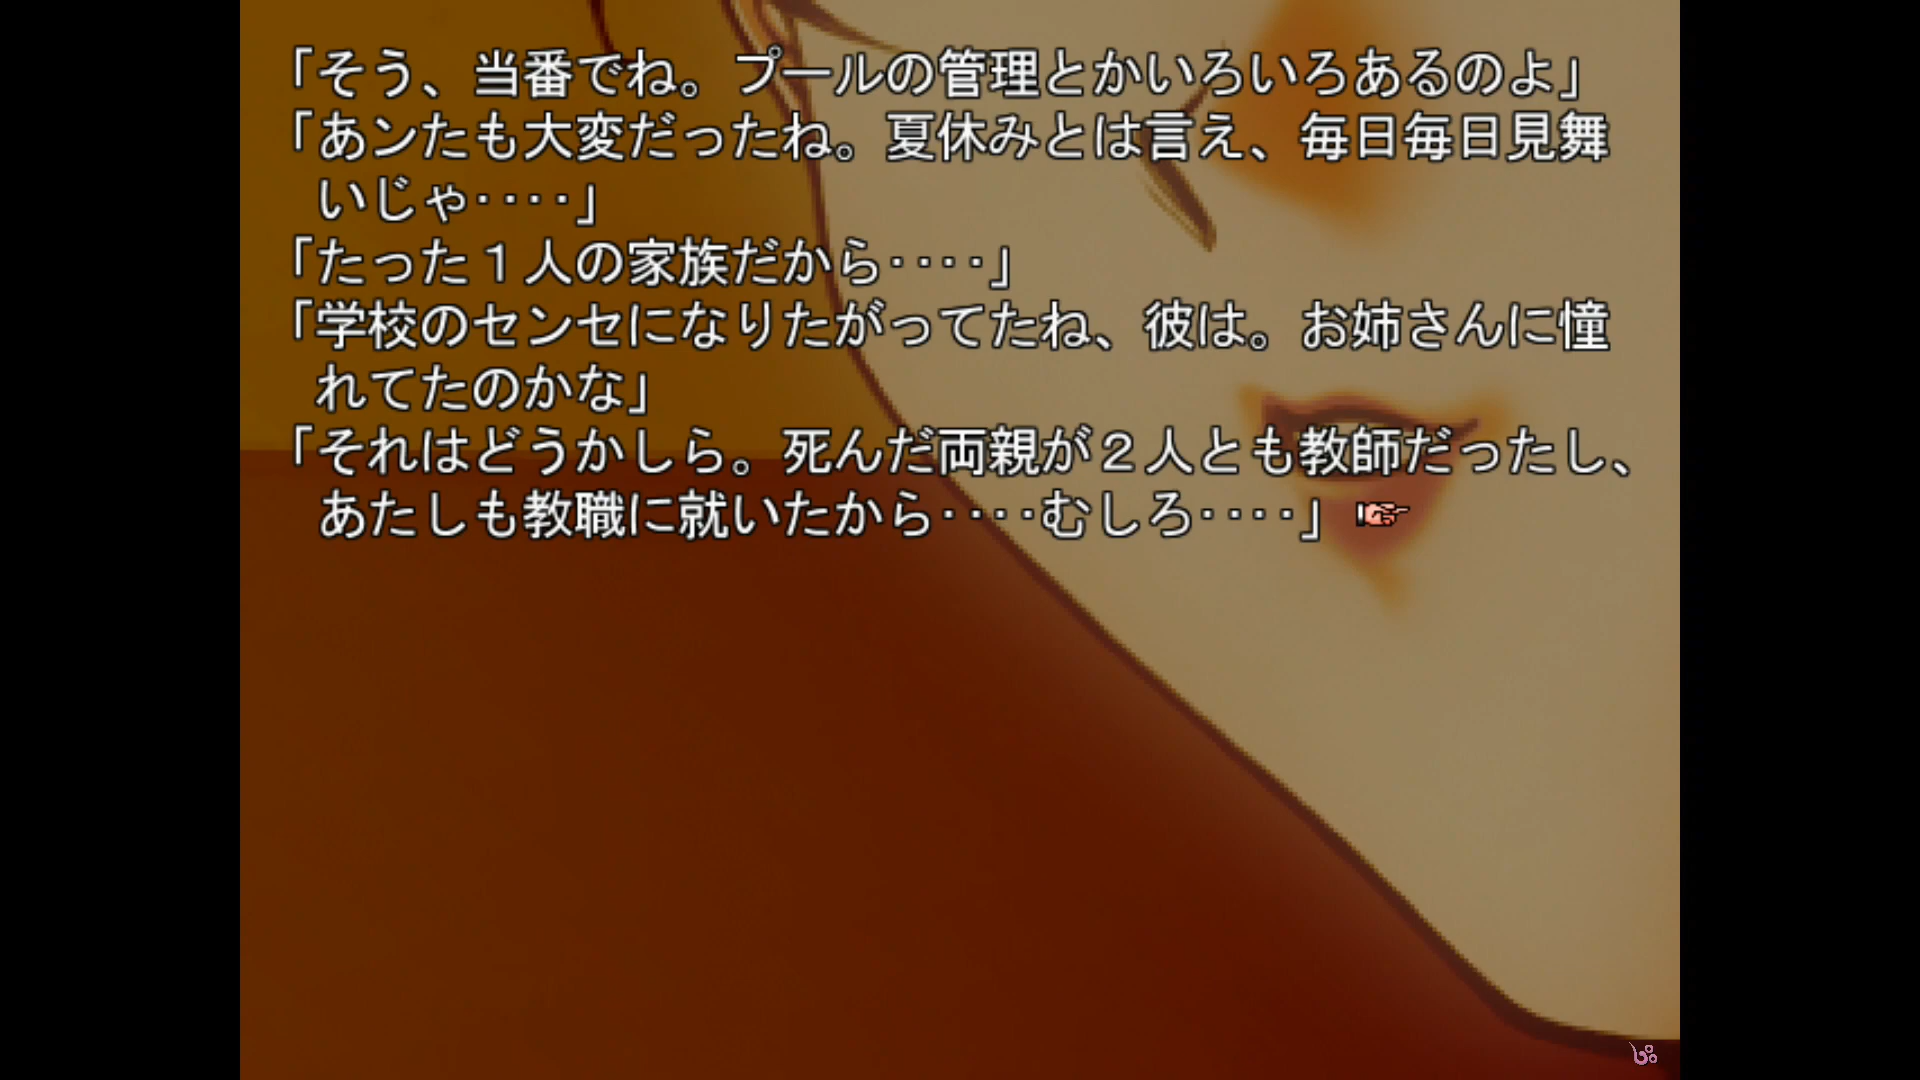 「そう、当番でね。プールの管理とかいろいろあるのよ」
「あンたも大変だったね。夏休みとは言え、毎日毎日見舞
いじゃ‥‥」
「たった１人の家族だから‥‥」
「学校のセンセになりたがってたね、彼は。お姉さんに憧
れてたのかな」
「それはどうかしら。死んだ両親が２人とも教師だったし、
あたしも教職に就いたから‥‥むしろ‥‥」